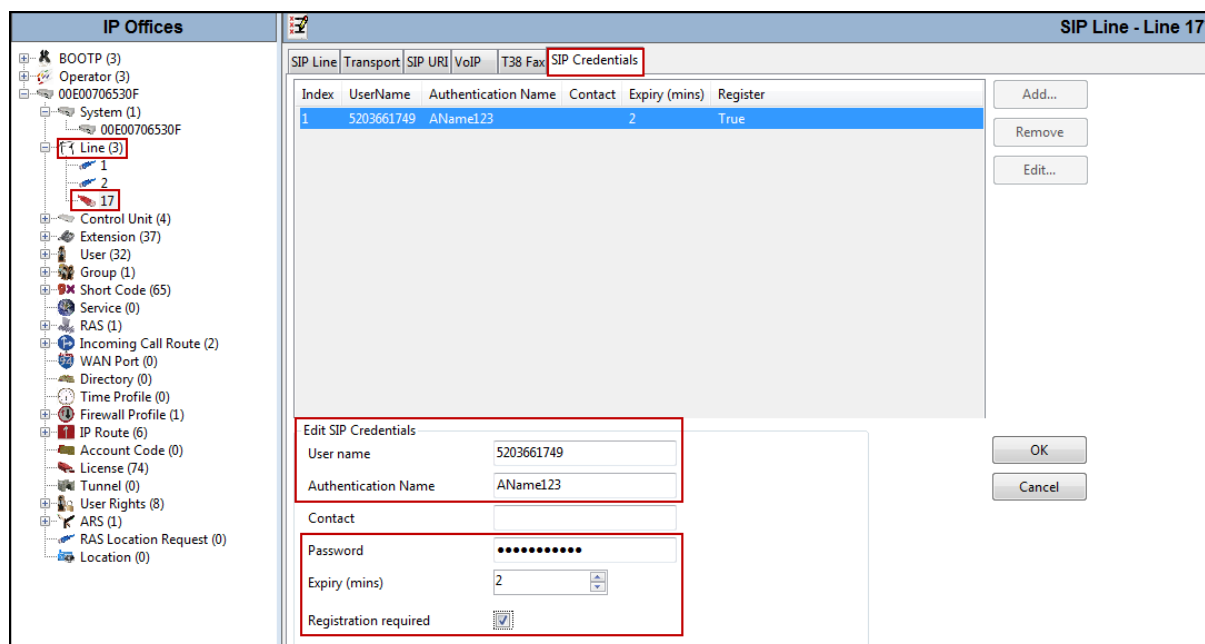 IP Offices
BOOTP (3)
Operator (3)
00E00706530F
System (1)
00E00706530F
Line (3)
1
2
17
Control Unit (4)
Extension (37)
User (32)
Group (1)
Short Code (65)
Service (0)
RAS (1)
Incoming Call Route (2)
WAN Port (0)
Directory (0)
Time Profile (0)
Firewall Profile (1)
IP Route (6)
Account Code (0)
License (74)
Tunnel (0)
User Rights (8)
ARS (1)
RAS Location Request (0)
Location (0)
SIP Line - Line 17
SIP Line Transport SIP URI VoIP T38 Fax SIP Credentials
Index UserName Authentication Name Contact Expiry (mins) Register
1 5203661749 AName123 2 True
Add...
Remove
Edit...
Edit SIP Credentials
User name 5203661749
Authentication Name AName123
Contact
Password •••••••••••
Expiry (mins) 2
Registration required
OK
Cancel